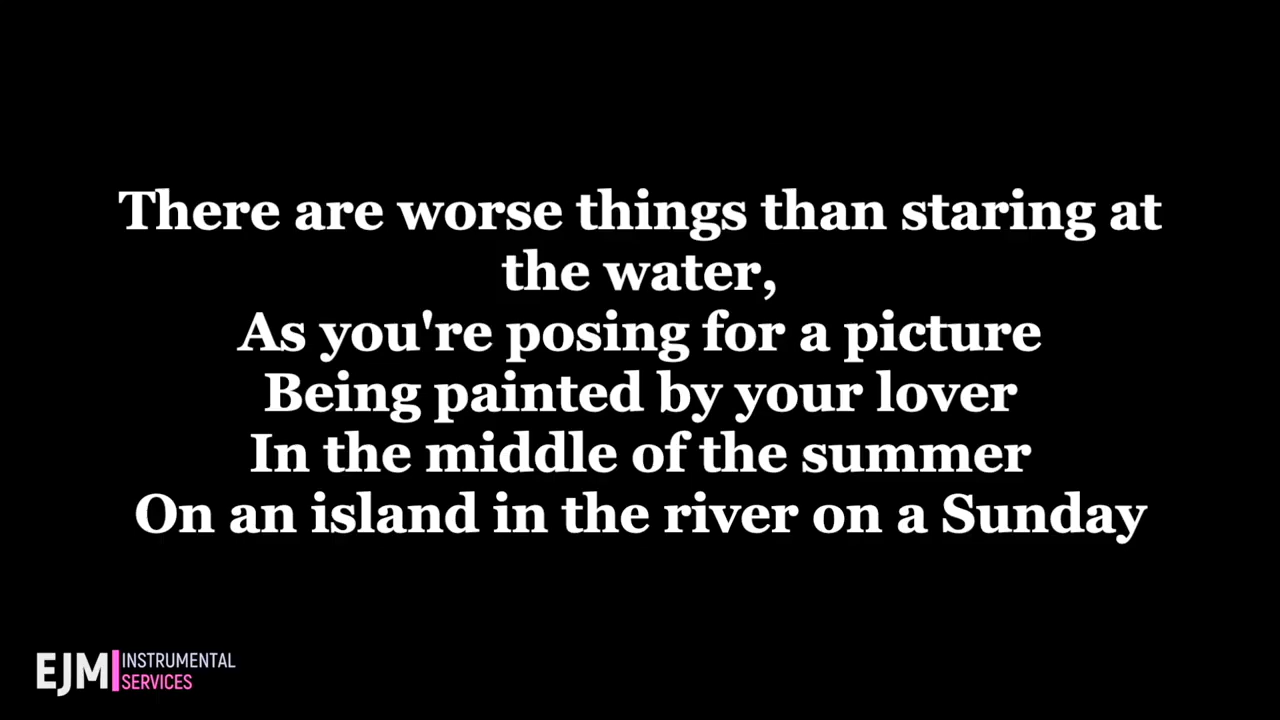 There are worse things than staring at
the water,
As you're posing for a picture
Being painted by your lover
In the middle of the summer
On an island in the river on a Sunday
EJM INSTRUMENTAL
SERVICES